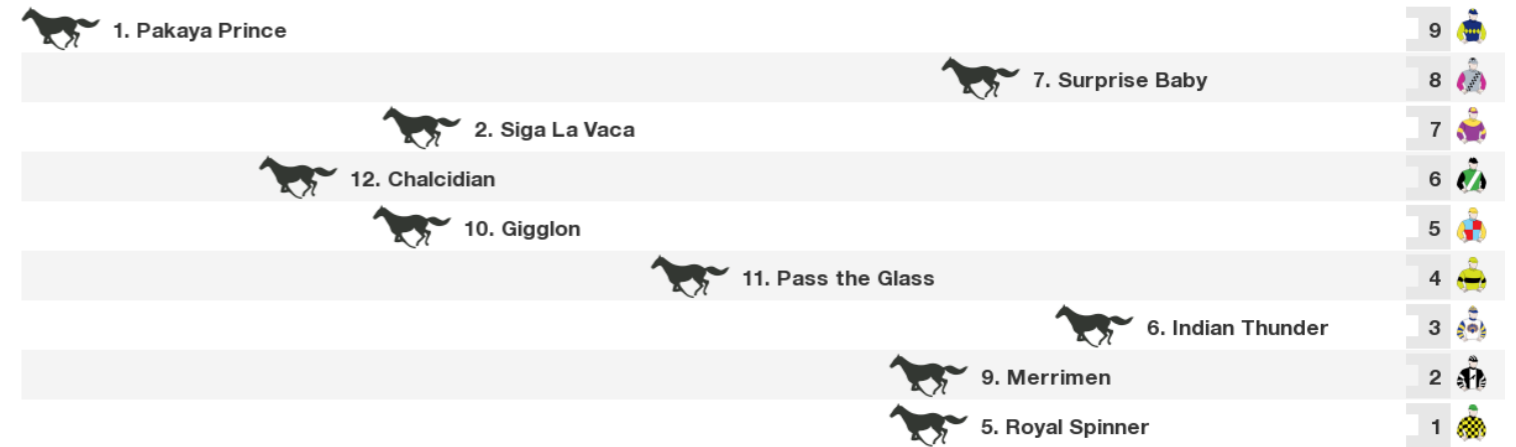 1. Pakaya Prince 9
7. Surprise Baby 8
2. Siga La Vaca 7
12. Chalcidian 6
10. Gigglon 5
11. Pass the Glass 4
6. Indian Thunder 3
9. Merrimen 2
5. Royal Spinner 1